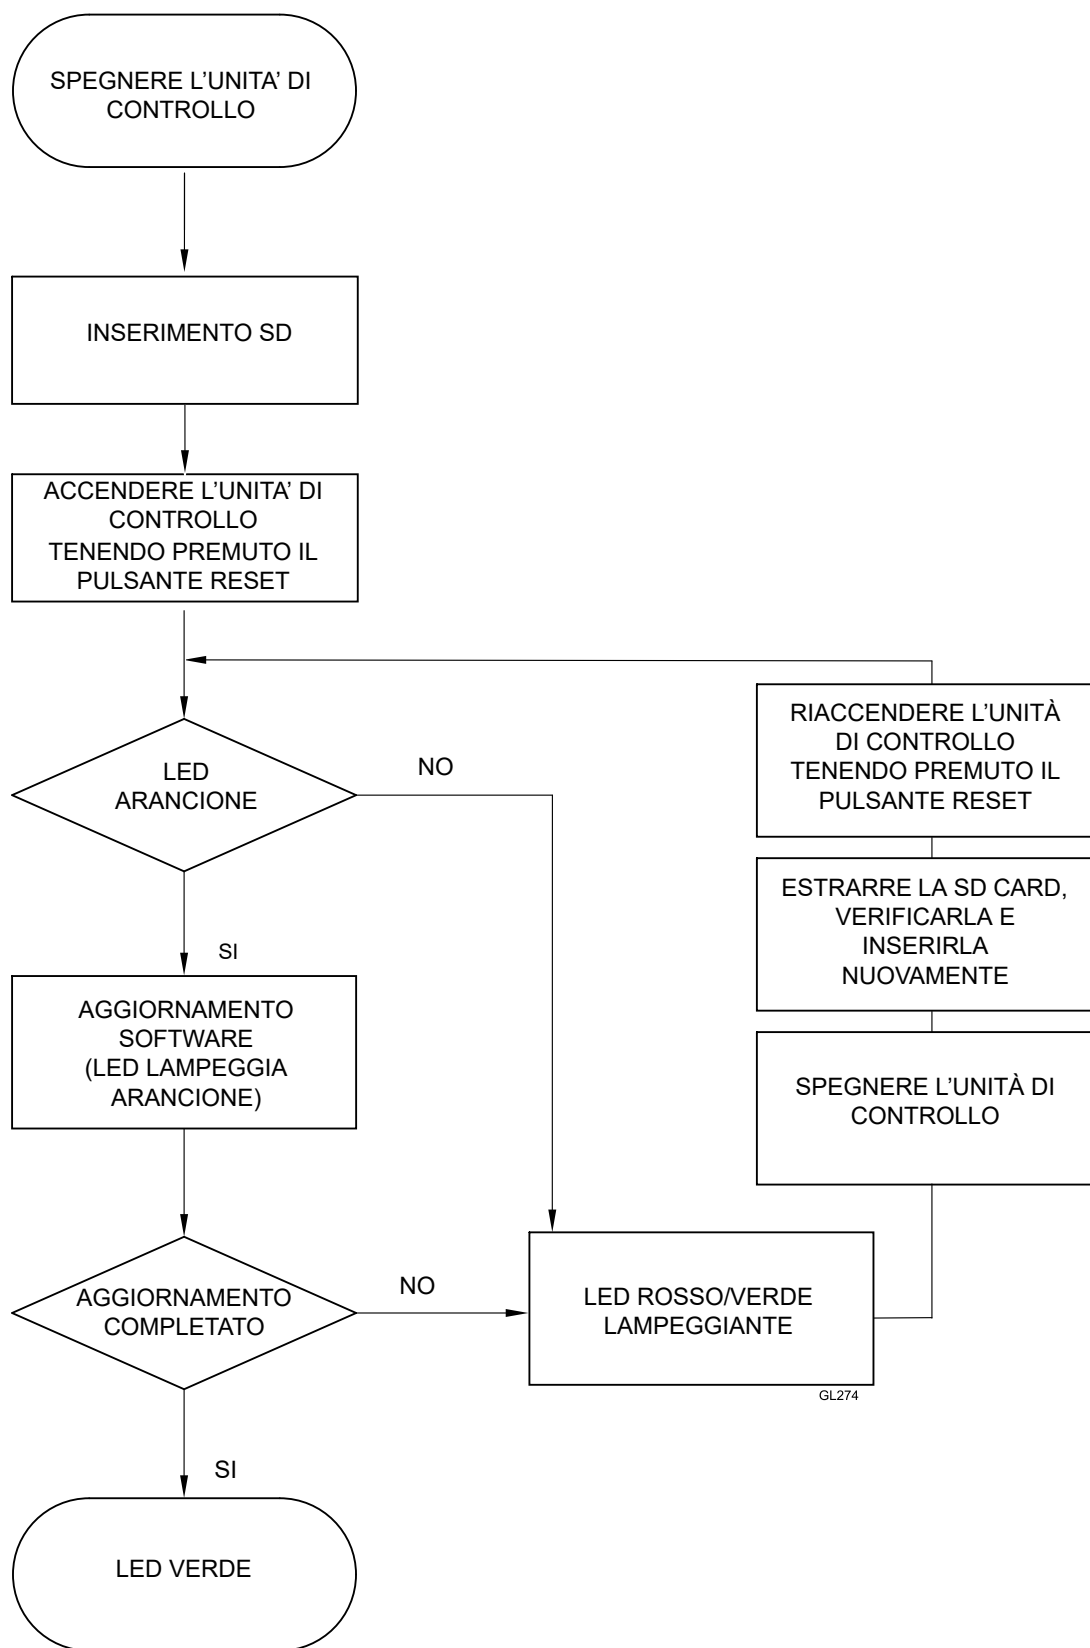 SPEGNERE L'UNITA' DI
CONTROLLO
INSERIMENTO SD
ACCENDERE L'UNITA' DI
CONTROLLO
TENENDO PREMUTO IL
PULSANTE RESET
LED
ARANCIONE
NO
SI
AGGIORNAMENTO
SOFTWARE
(LED LAMPEGGIA
ARANCIONE)
AGGIORNAMENTO
COMPLETATO
NO
SI
LED VERDE
LED ROSSO/VERDE
LAMPEGGIANTE
GL274
SPEGNERE L'UNITÀ DI
CONTROLLO
ESTRARRE LA SD CARD,
VERIFICARLA E
INSERIRLA
NUOVAMENTE
RIACCENDERE L'UNITÀ
DI CONTROLLO
TENENDO PREMUTO IL
PULSANTE RESET